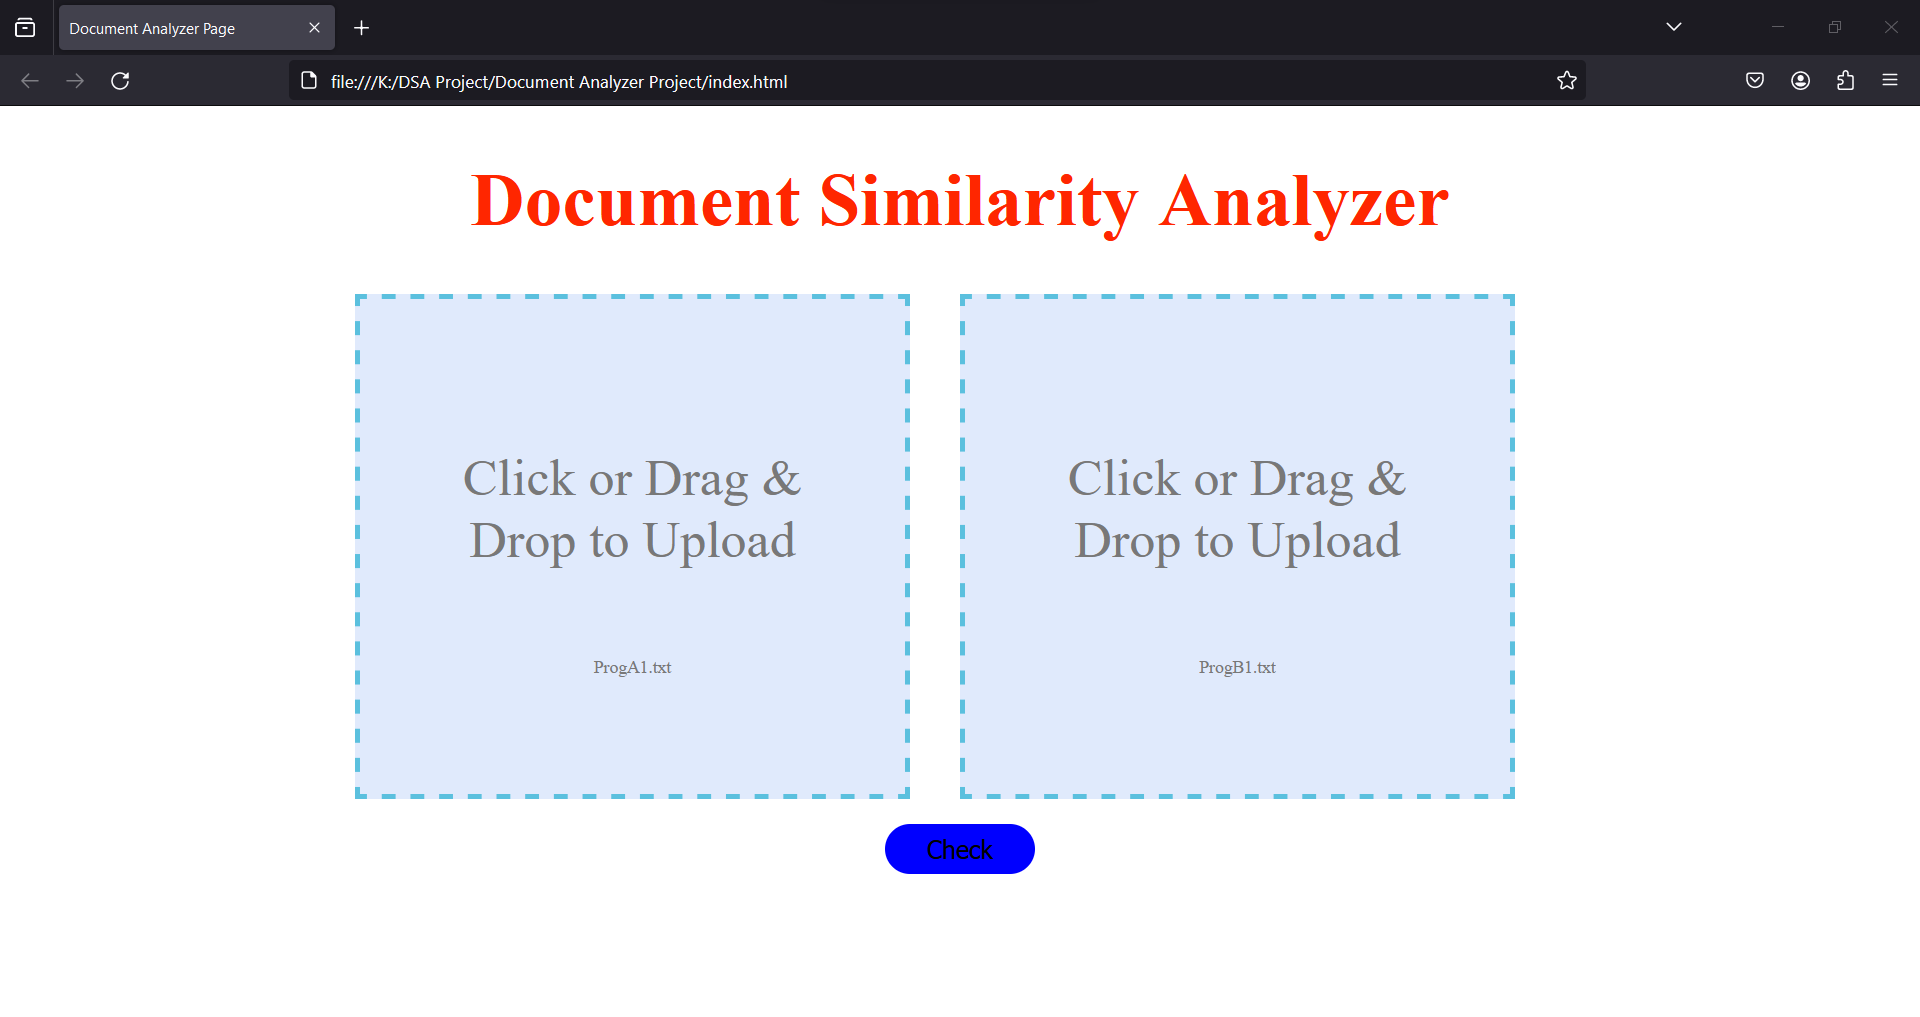 Document Analyzer Page
file:///K:/DSA Project/Document Analyzer Project/index.html
Document Similarity Analyzer
Click or Drag &
Drop to Upload
ProgA1.txt
Click or Drag &
Drop to Upload
ProgB1.txt
Check